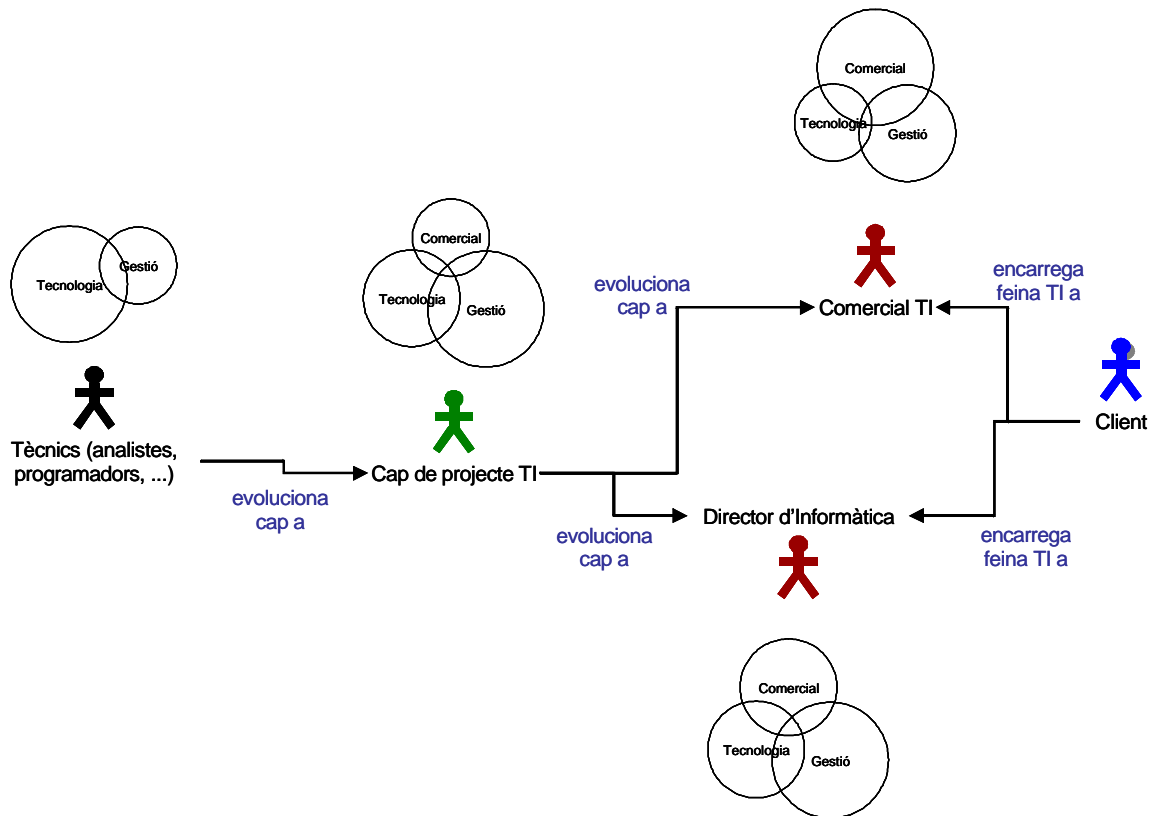 Comercial
Tecnologia
Gestió
Comercial
Tecnologia
Gestió
Tecnologia
Gestió
evoluciona
cap a
Comercial TI
encarrega
feina TI a
Client
Tècnics (analistes,
programadors, ...)
evoluciona
cap a
Cap de projecte TI
evoluciona
cap a
Director d'Informàtica
encarrega
feina TI a
Comercial
Tecnologia
Gestió